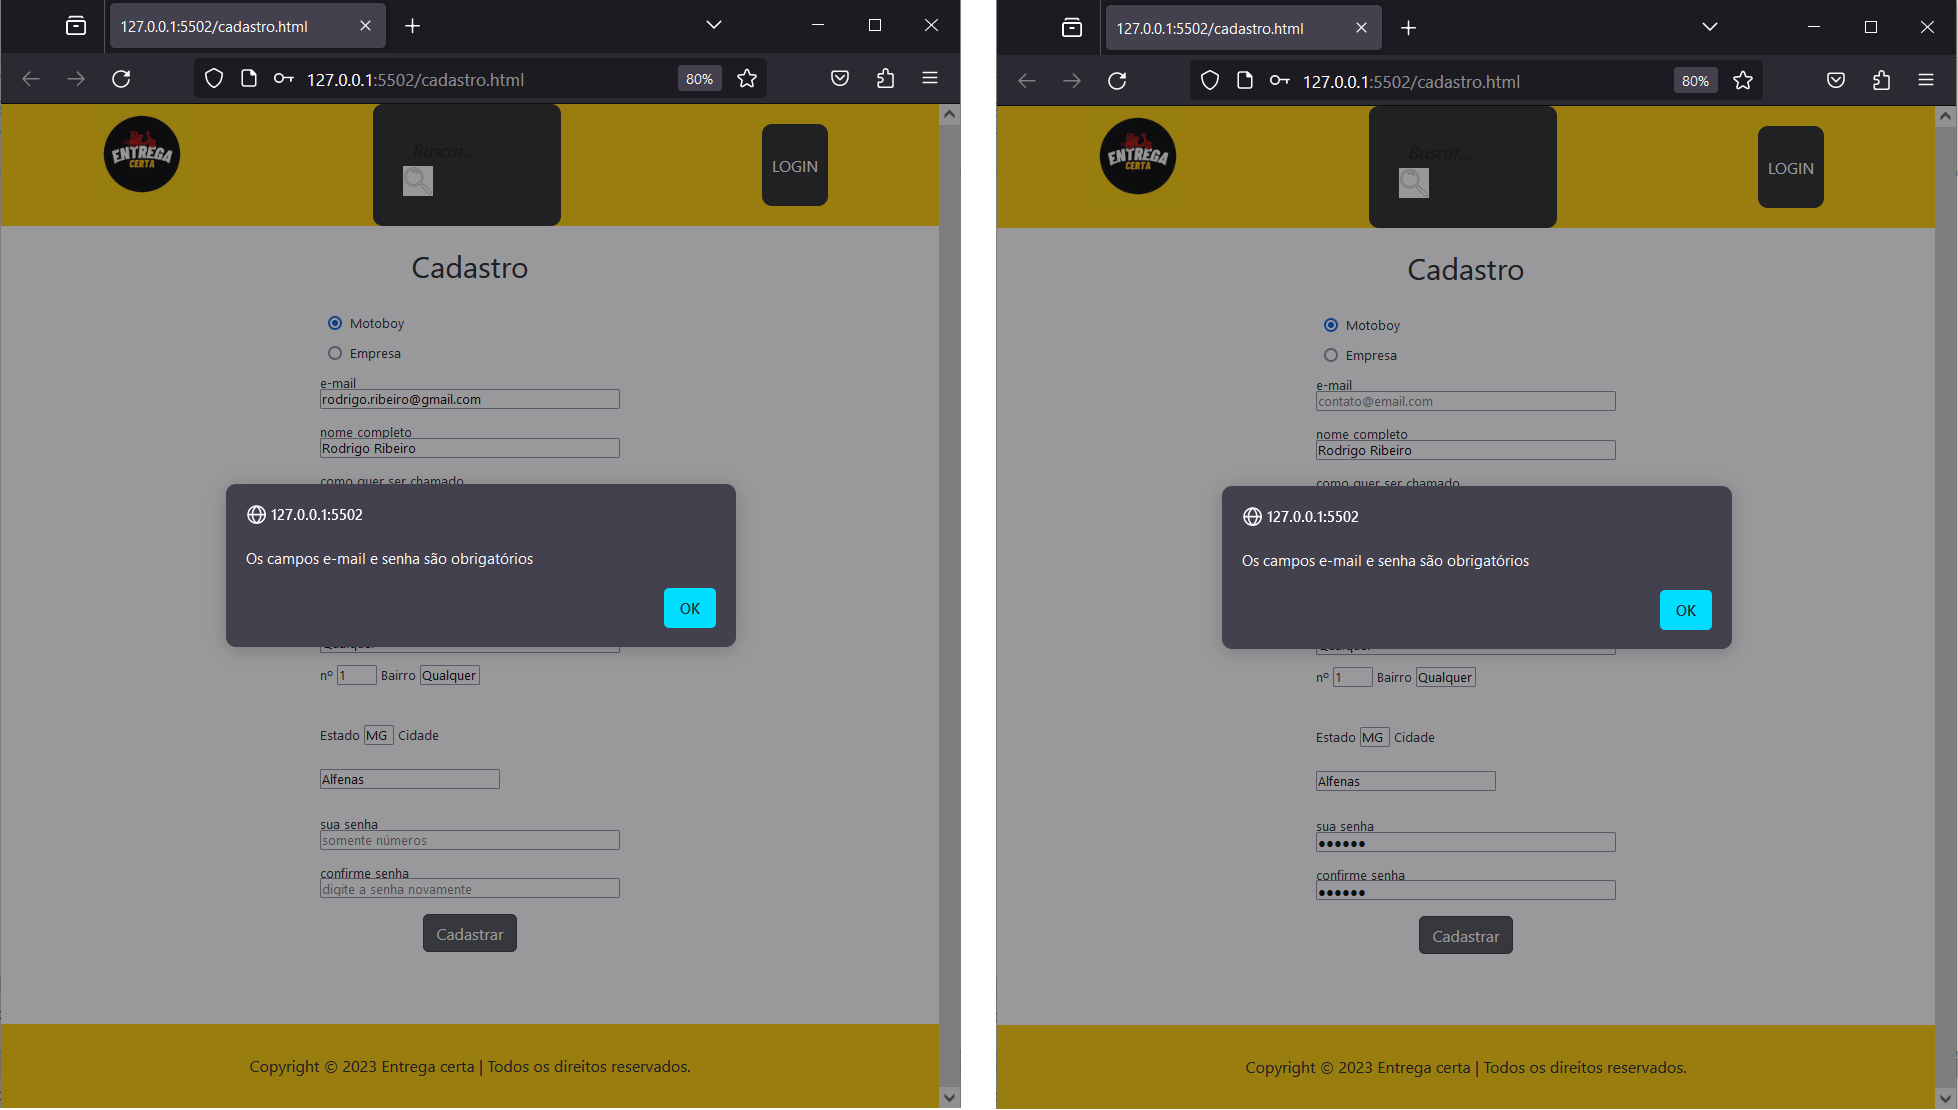 127.0.0.1:5502/cadastro.html
127.0.0.1:5502/cadastro.html 80%
ENTREGA
CERTA
Buscar...
LOGIN
Cadastro
Motoboy
Empresa
e-mail
rodrigo.ribeiro@gmail.com
nome completo
Rodrigo Ribeiro
como quer ser chamado
127.0.0.1:5502
Os campos e-mail e senha são obrigatórios
OK
Qualquer
nº 1 Bairro Qualquer
Estado MG Cidade
Alfenas
sua senha
somente números
confirme senha
digite a senha novamente
Cadastrar
Copyright © 2023 Entrega certa | Todos os direitos reservados.
127.0.0.1:5502/cadastro.html
127.0.0.1:5502/cadastro.html 80%
ENTREGA
CERTA
Buscar...
LOGIN
Cadastro
Motoboy
Empresa
e-mail
contato@email.com
nome completo
Rodrigo Ribeiro
como quer ser chamado
127.0.0.1:5502
Os campos e-mail e senha são obrigatórios
OK
Qualquer
nº 1 Bairro Qualquer
Estado MG Cidade
Alfenas
sua senha
••••••
confirme senha
••••••
Cadastrar
Copyright © 2023 Entrega certa | Todos os direitos reservados.